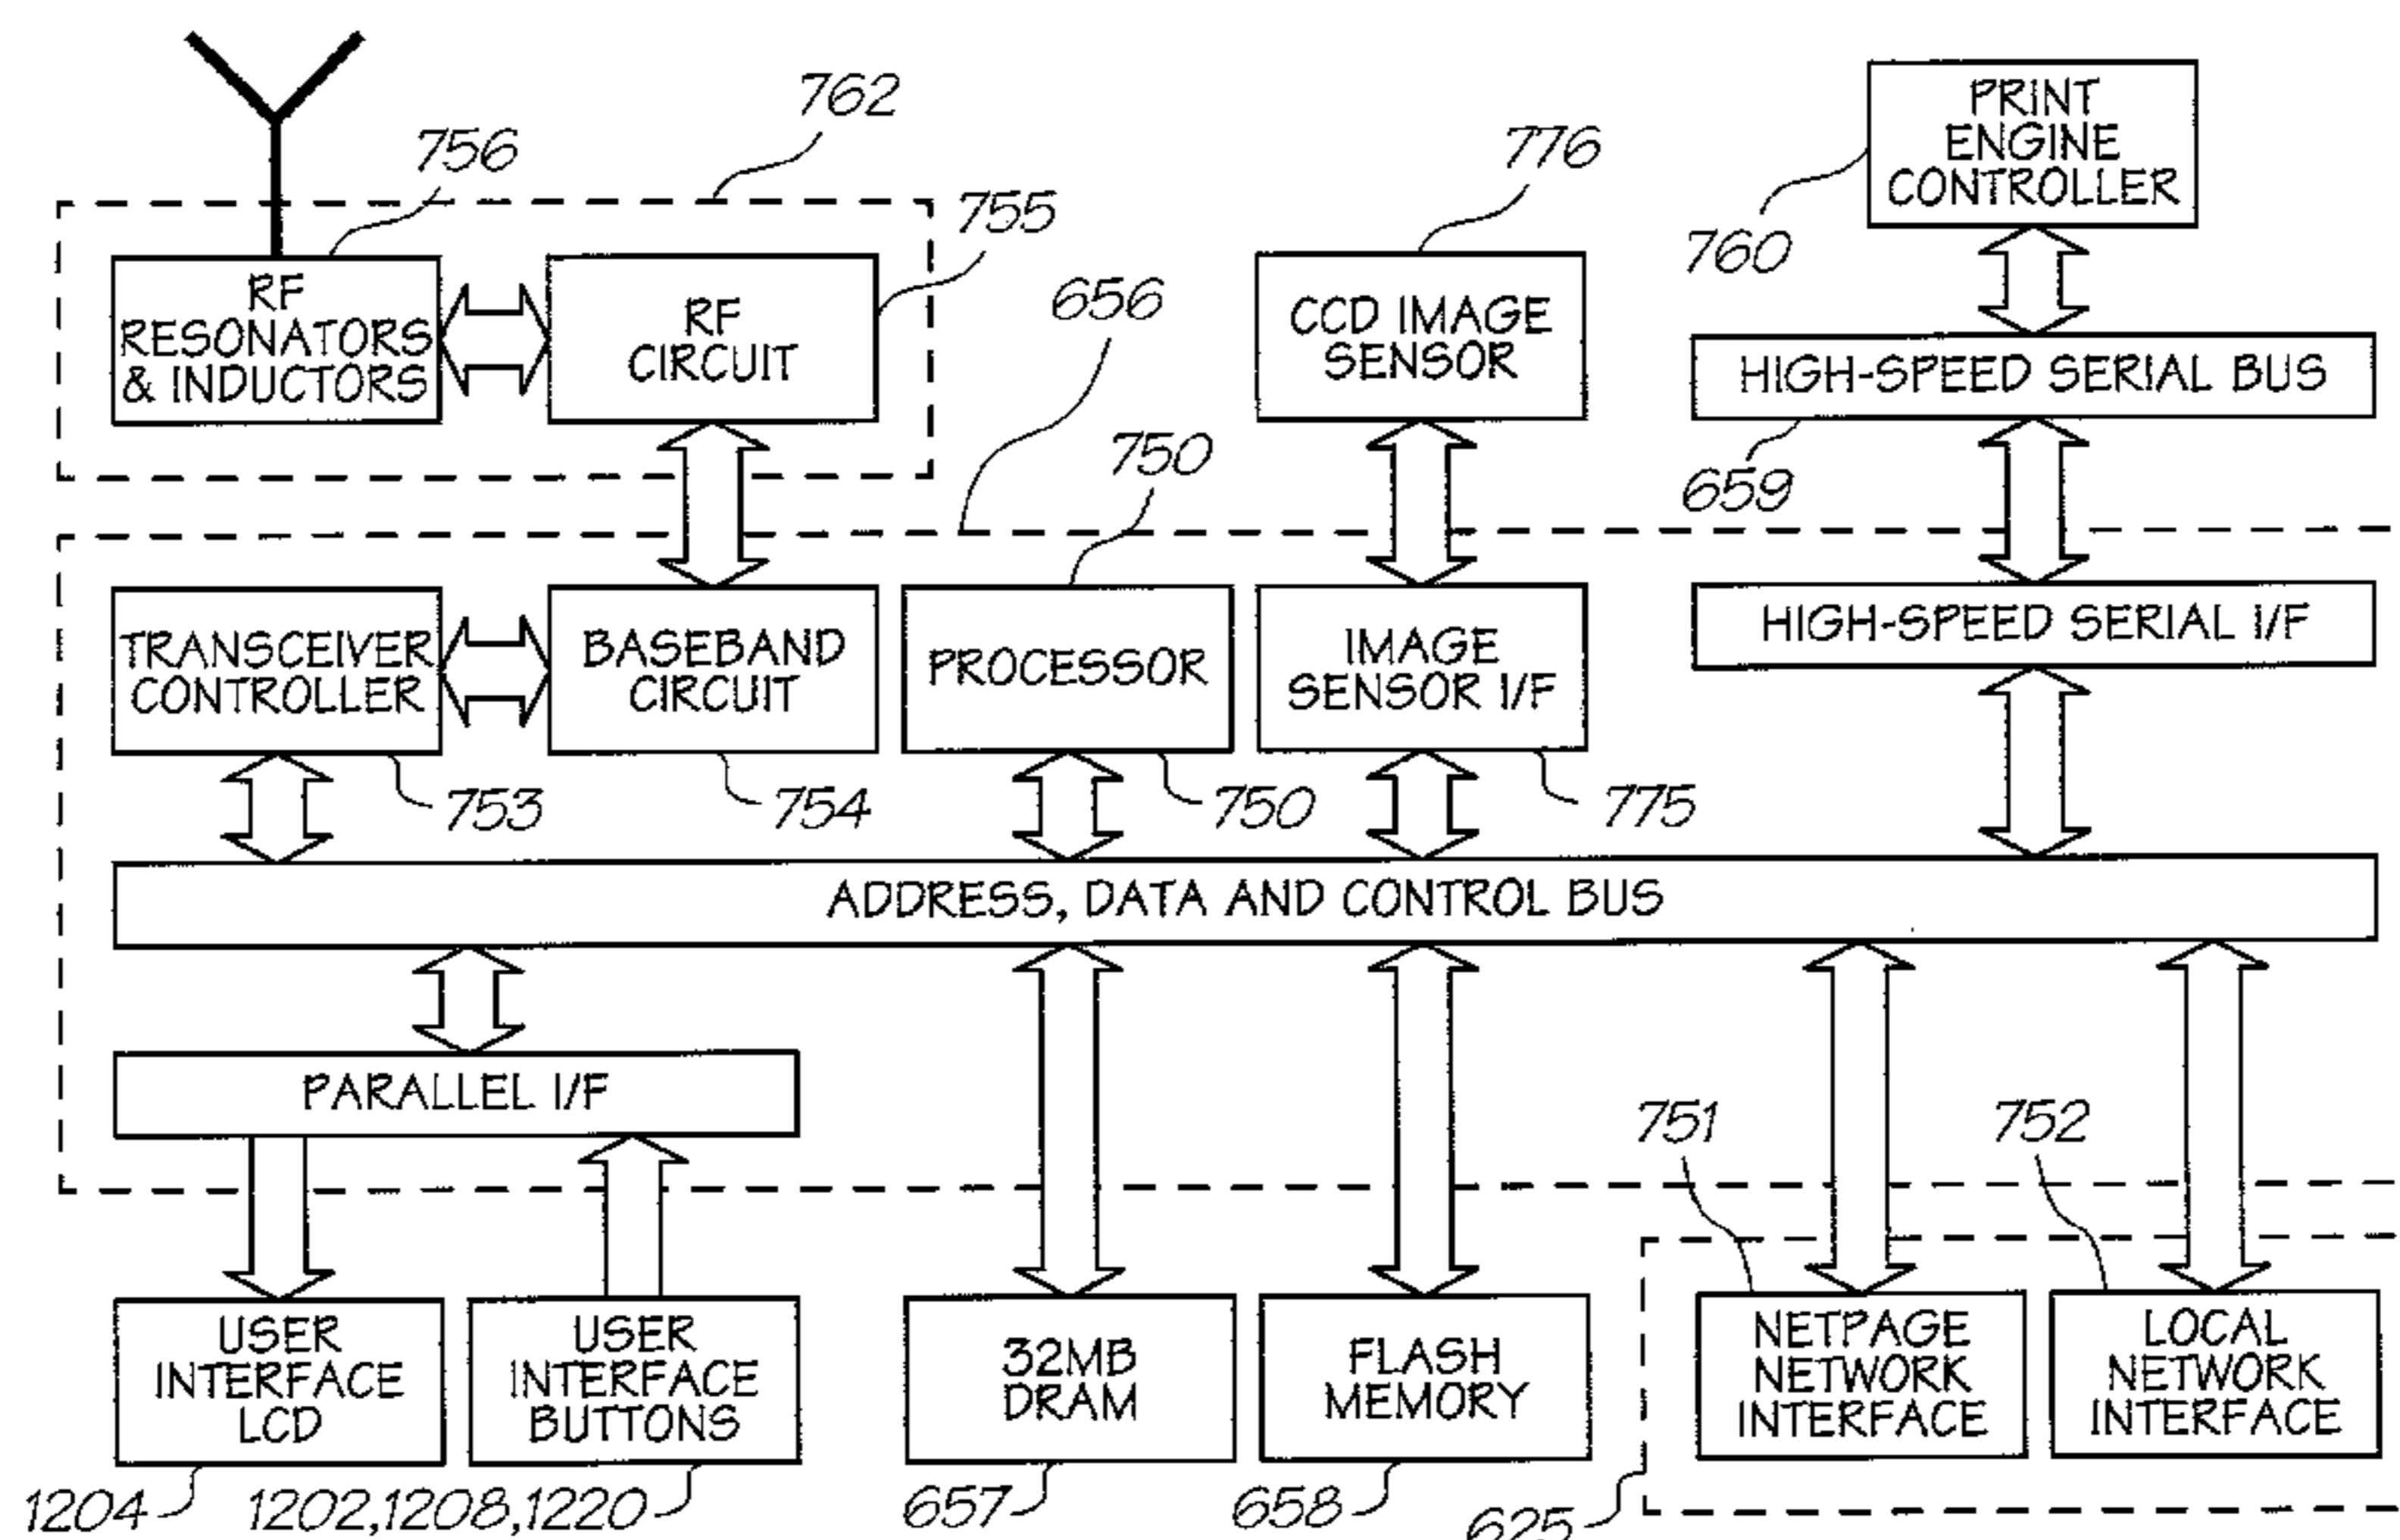 762
756
776
PRINT
ENGINE
CONTROLLER
755
760
656
RF
RESONATORS
& INDUCTORS
RF
CIRCUIT
CCD IMAGE
SENSOR
HIGH-SPEED SERIAL BUS
750
659
TRANSCEIVER
CONTROLLER
BASEBAND
CIRCUIT
PROCESSOR
IMAGE
SENSOR I/F
HIGH-SPEED SERIAL I/F
753
754
750
775
ADDRESS, DATA AND CONTROL BUS
PARALLEL I/F
751
752
USER
INTERFACE
LCD
USER
INTERFACE
BUTTONS
32MB
DRAM
FLASH
MEMORY
NETPAGE
NETWORK
INTERFACE
LOCAL
NETWORK
INTERFACE
1204
1202,1208,1220
657
658
625